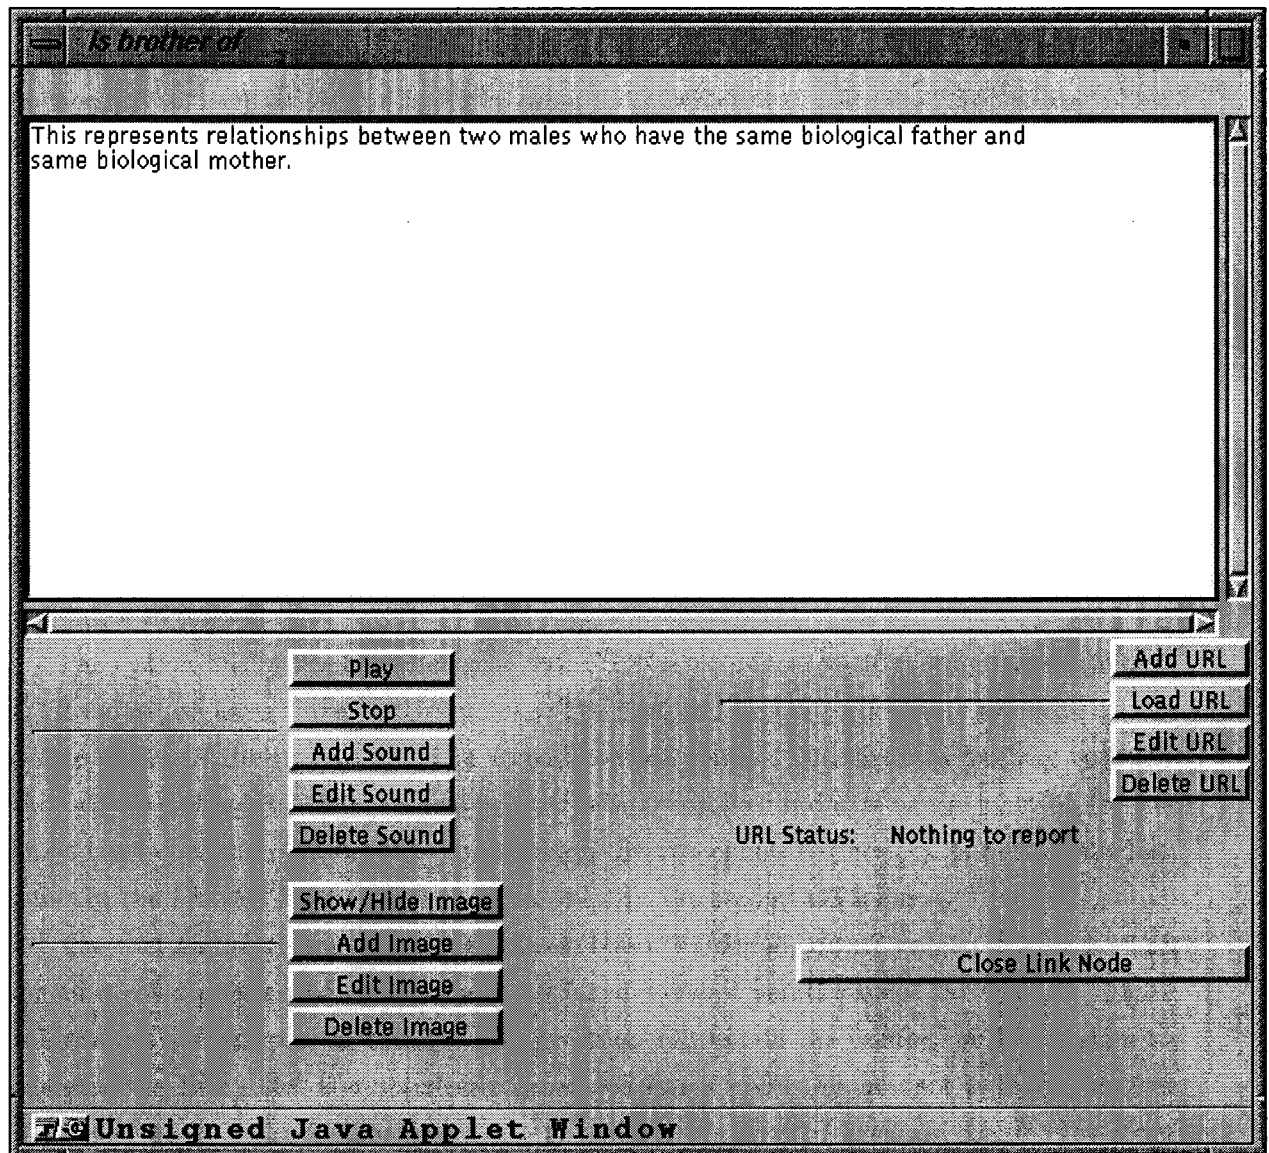 is brother of
This represents relationships between two males who have the same biological father and
same biological mother.
Play
Stop
Add Sound
Edit Sound
Delete Sound
Add URL
Load URL
Edit URL
Delete URL
URL Status: Nothing to report
Show/Hide Image
Add Image
Edit Image
Delete Image
Close Link Node
Unsigned Java Applet Window